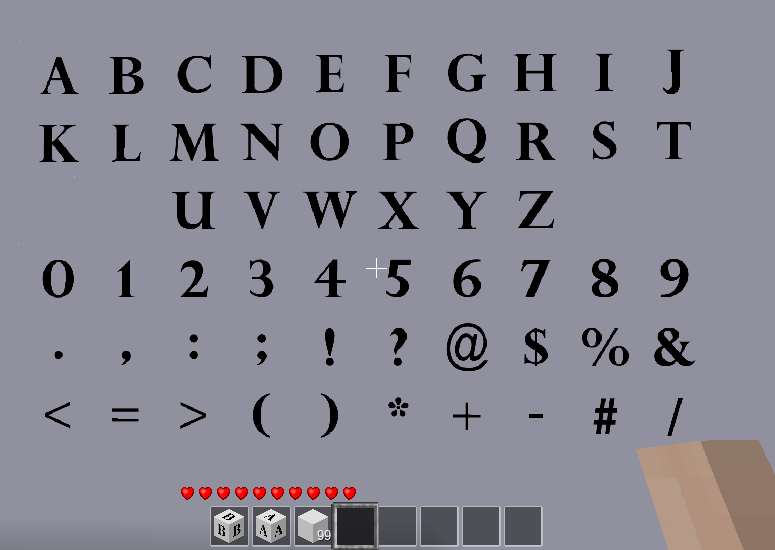 A B C D E F G H I J
K L M N O P Q R S T
U V W X Y Z
0 1 2 3 4 5 6 7 8 9
. , : ; ! ? @ $ % &
< = > ( ) * + - # /
B B B A A A 99